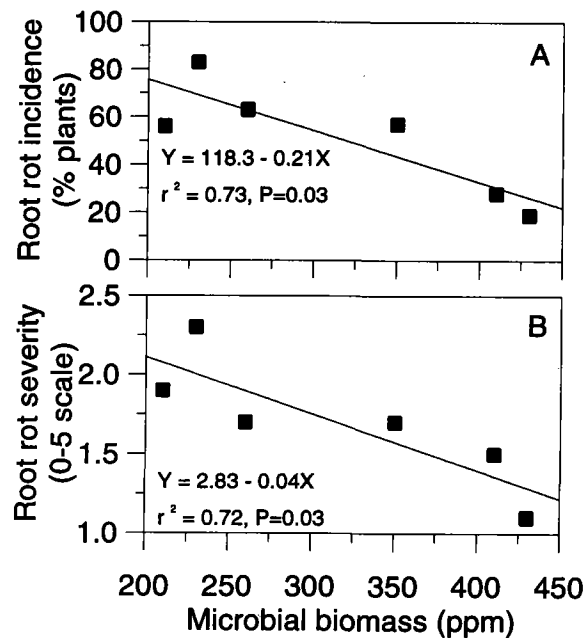 Root rot incidence
(% plants)
100
80
60
40
20
0
A
Y = 118.3 - 0.21X
r 2 = 0.73, P=0.03
Root rot severity
(0-5 scale)
2.5
2.0
1.5
1.0
B
Y = 2.83 - 0.04X
r 2 = 0.72, P=0.03
200 250 300 350 400 450
Microbial biomass (ppm)